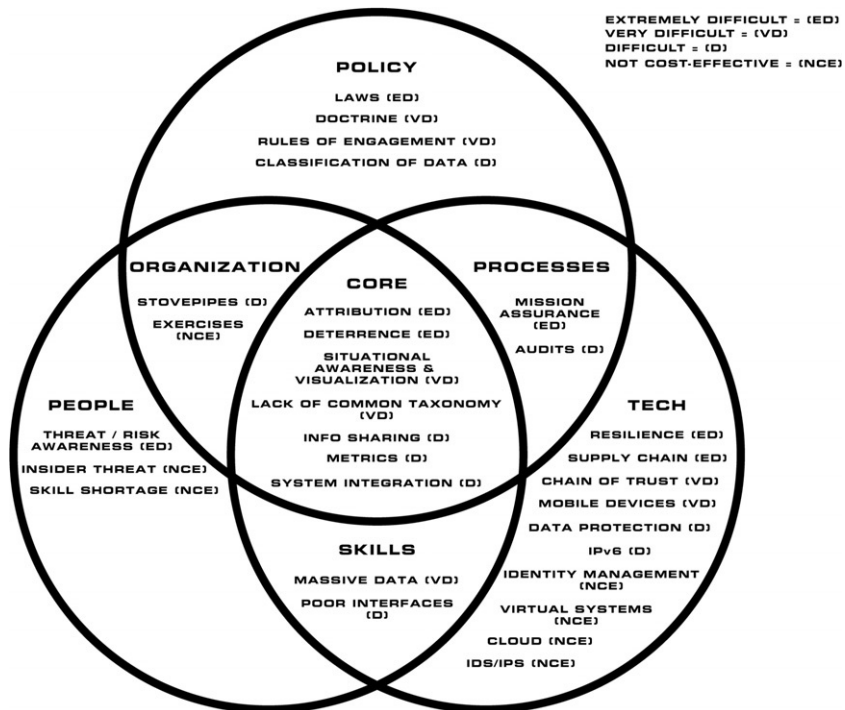 EXTREMELY DIFFICULT = (ED)
VERY DIFFICULT = (VD)
DIFFICULT = (D)
NOT COST-EFFECTIVE = (NCE)
POLICY
LAWS (ED)
DOCTRINE (VD)
RULES OF ENGAGEMENT (VD)
CLASSIFICATION OF DATA (D)
ORGANIZATION
STOVEPIPES (D)
EXERCISES
(NCE)
CORE
ATTRIBUTION (ED)
DETERRENCE (ED)
SITUATIONAL
AWARENESS &
VISUALIZATION (VD)
LACK OF COMMON TAXONOMY
(VD)
INFO SHARING (D)
METRICS (D)
SYSTEM INTEGRATION (D)
PROCESSES
MISSION
ASSURANCE
(ED)
AUDITS (D)
PEOPLE
THREAT / RISK
AWARENESS (ED)
INSIDER THREAT (NCE)
SKILL SHORTAGE (NCE)
TECH
RESILIENCE (ED)
SUPPLY CHAIN (ED)
CHAIN OF TRUST (VD)
MOBILE DEVICES (VD)
DATA PROTECTION (D)
IPv6 (D)
IDENTITY MANAGEMENT
(NCE)
VIRTUAL SYSTEMS
(NCE)
CLOUD (NCE)
IDS/IPS (NCE)
SKILLS
MASSIVE DATA (VD)
POOR INTERFACES
(D)